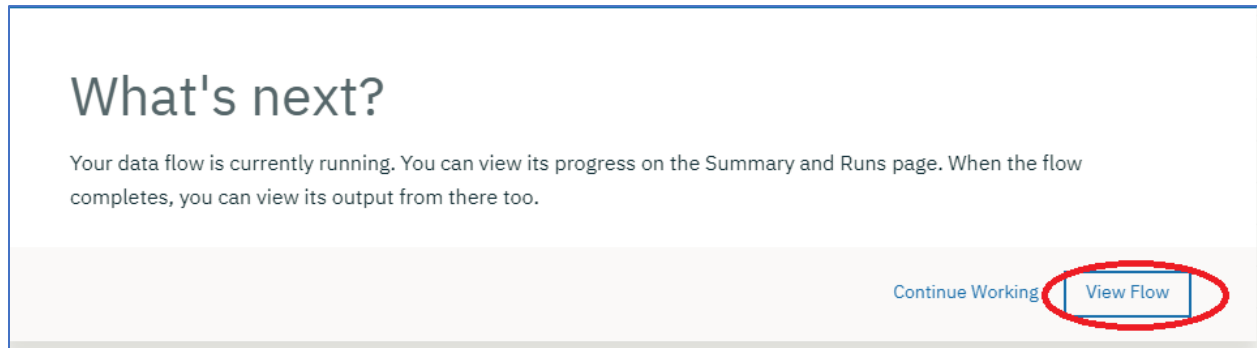 What's next?
Your data flow is currently running. You can view its progress on the Summary and Runs page. When the flow
completes, you can view its output from there too.
Continue Working
View Flow